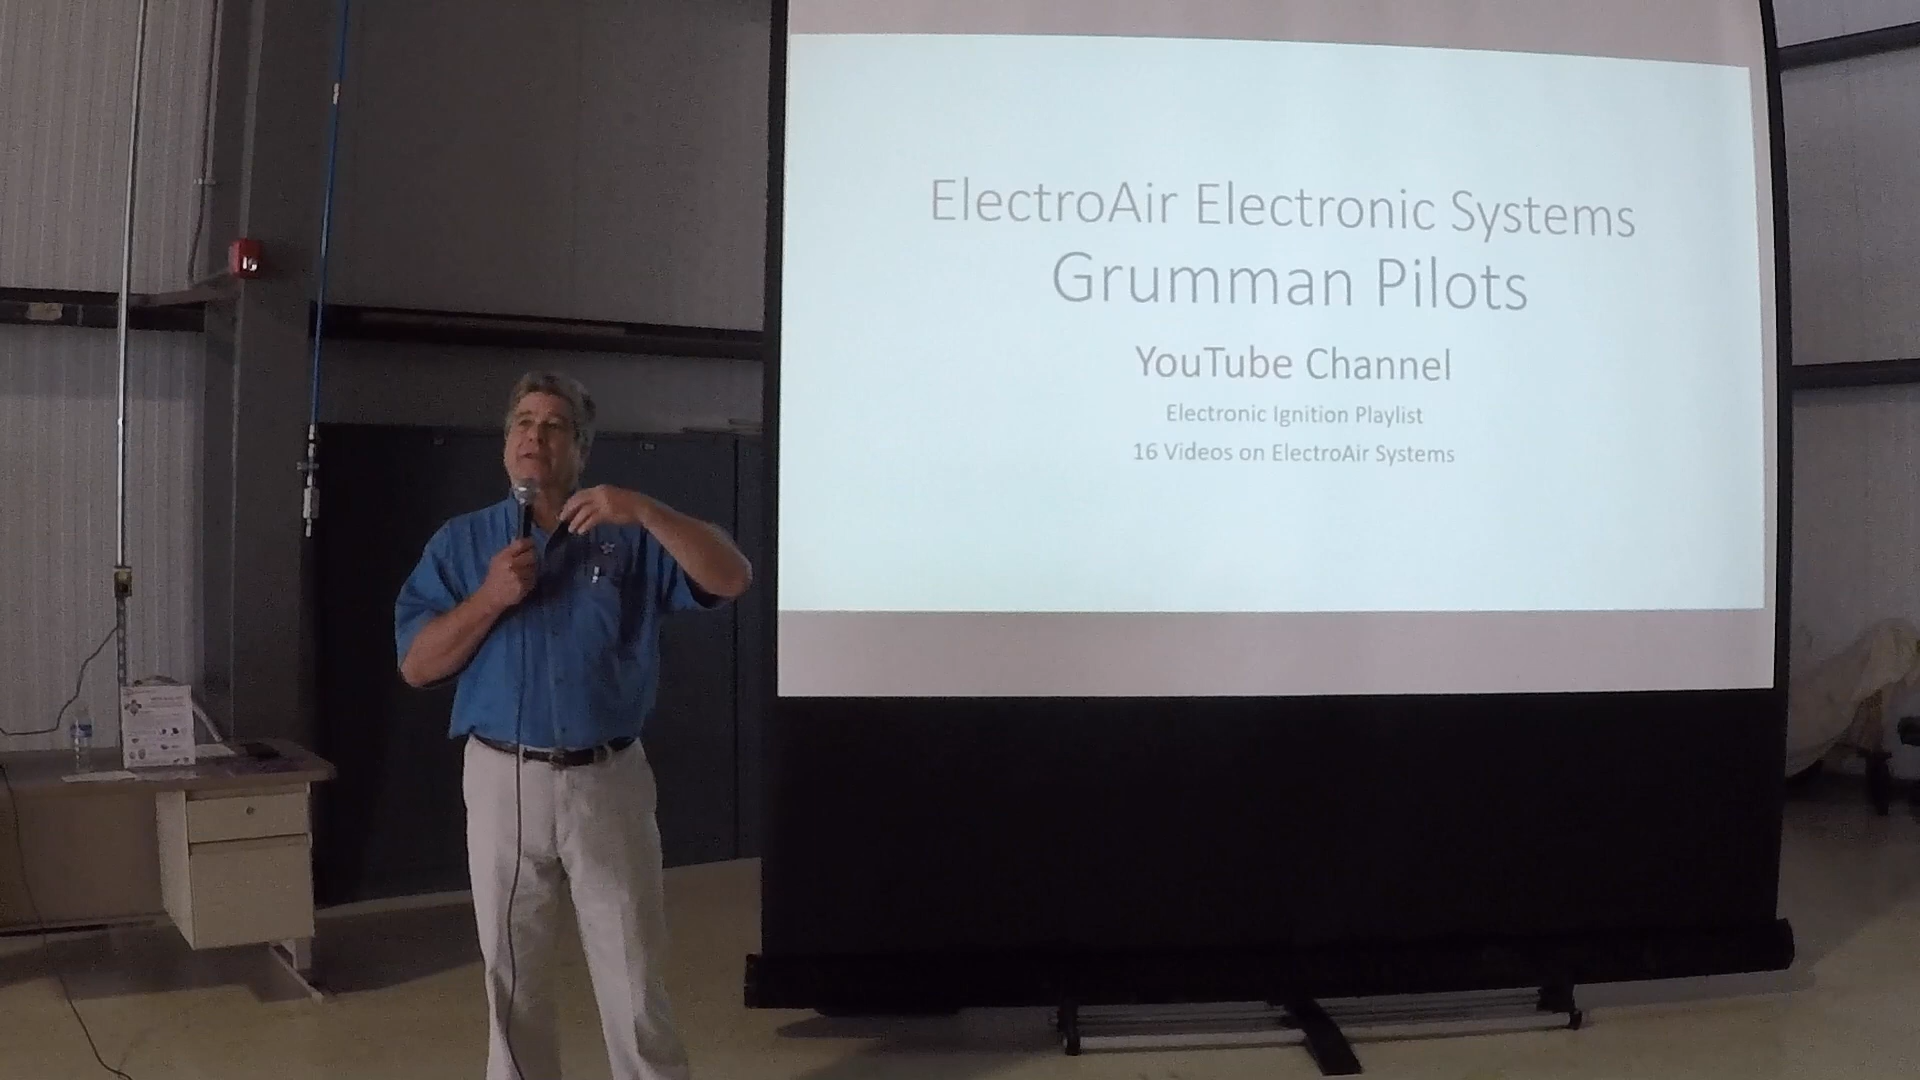 ElectroAir Electronic Systems
Grumman Pilots
YouTube Channel
Electronic Ignition Playlist
16 Videos on ElectroAir Systems